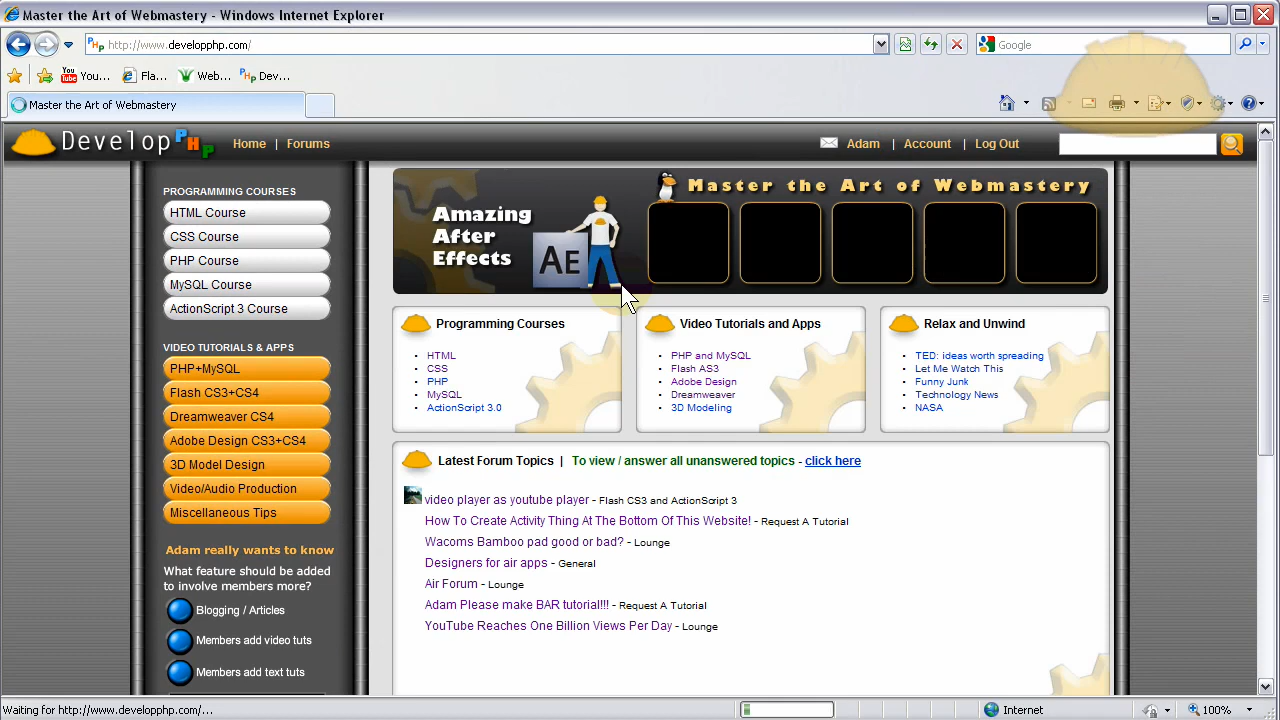 Master the Art of Webmastery - Windows Internet Explorer
http://www.developphp.com/
Google
You...
Fla...
Web...
Dev...
Master the Art of Webmastery
Develop PHP
Home | Forums
Adam | Account | Log Out
PROGRAMMING COURSES
HTML Course
CSS Course
PHP Course
MySQL Course
ActionScript 3 Course
VIDEO TUTORIALS & APPS
PHP+MySQL
Flash CS3+CS4
Dreamweaver CS4
Adobe Design CS3+CS4
3D Model Design
Video/Audio Production
Miscellaneous Tips
Adam really wants to know
What feature should be added
to involve members more?
Blogging / Articles
Members add video tuts
Members add text tuts
Master the Art of Webmastery
Amazing
After
Effects
AE
Programming Courses
HTML
CSS
PHP
MySQL
ActionScript 3.0
Video Tutorials and Apps
PHP and MySQL
Flash AS3
Adobe Design
Dreamweaver
3D Modeling
Relax and Unwind
TED: ideas worth spreading
Let Me Watch This
Funny Junk
Technology News
NASA
Latest Forum Topics | To view / answer all unanswered topics - click here
video player as youtube player - Flash CS3 and ActionScript 3
How To Create Activity Thing At The Bottom Of This Website! - Request A Tutorial
Wacoms Bamboo pad good or bad? - Lounge
Designers for air apps - General
Air Forum - Lounge
Adam Please make BAR tutorial!!! - Request A Tutorial
YouTube Reaches One Billion Views Per Day - Lounge
Waiting for http://www.developphp.com/...
Internet
100%